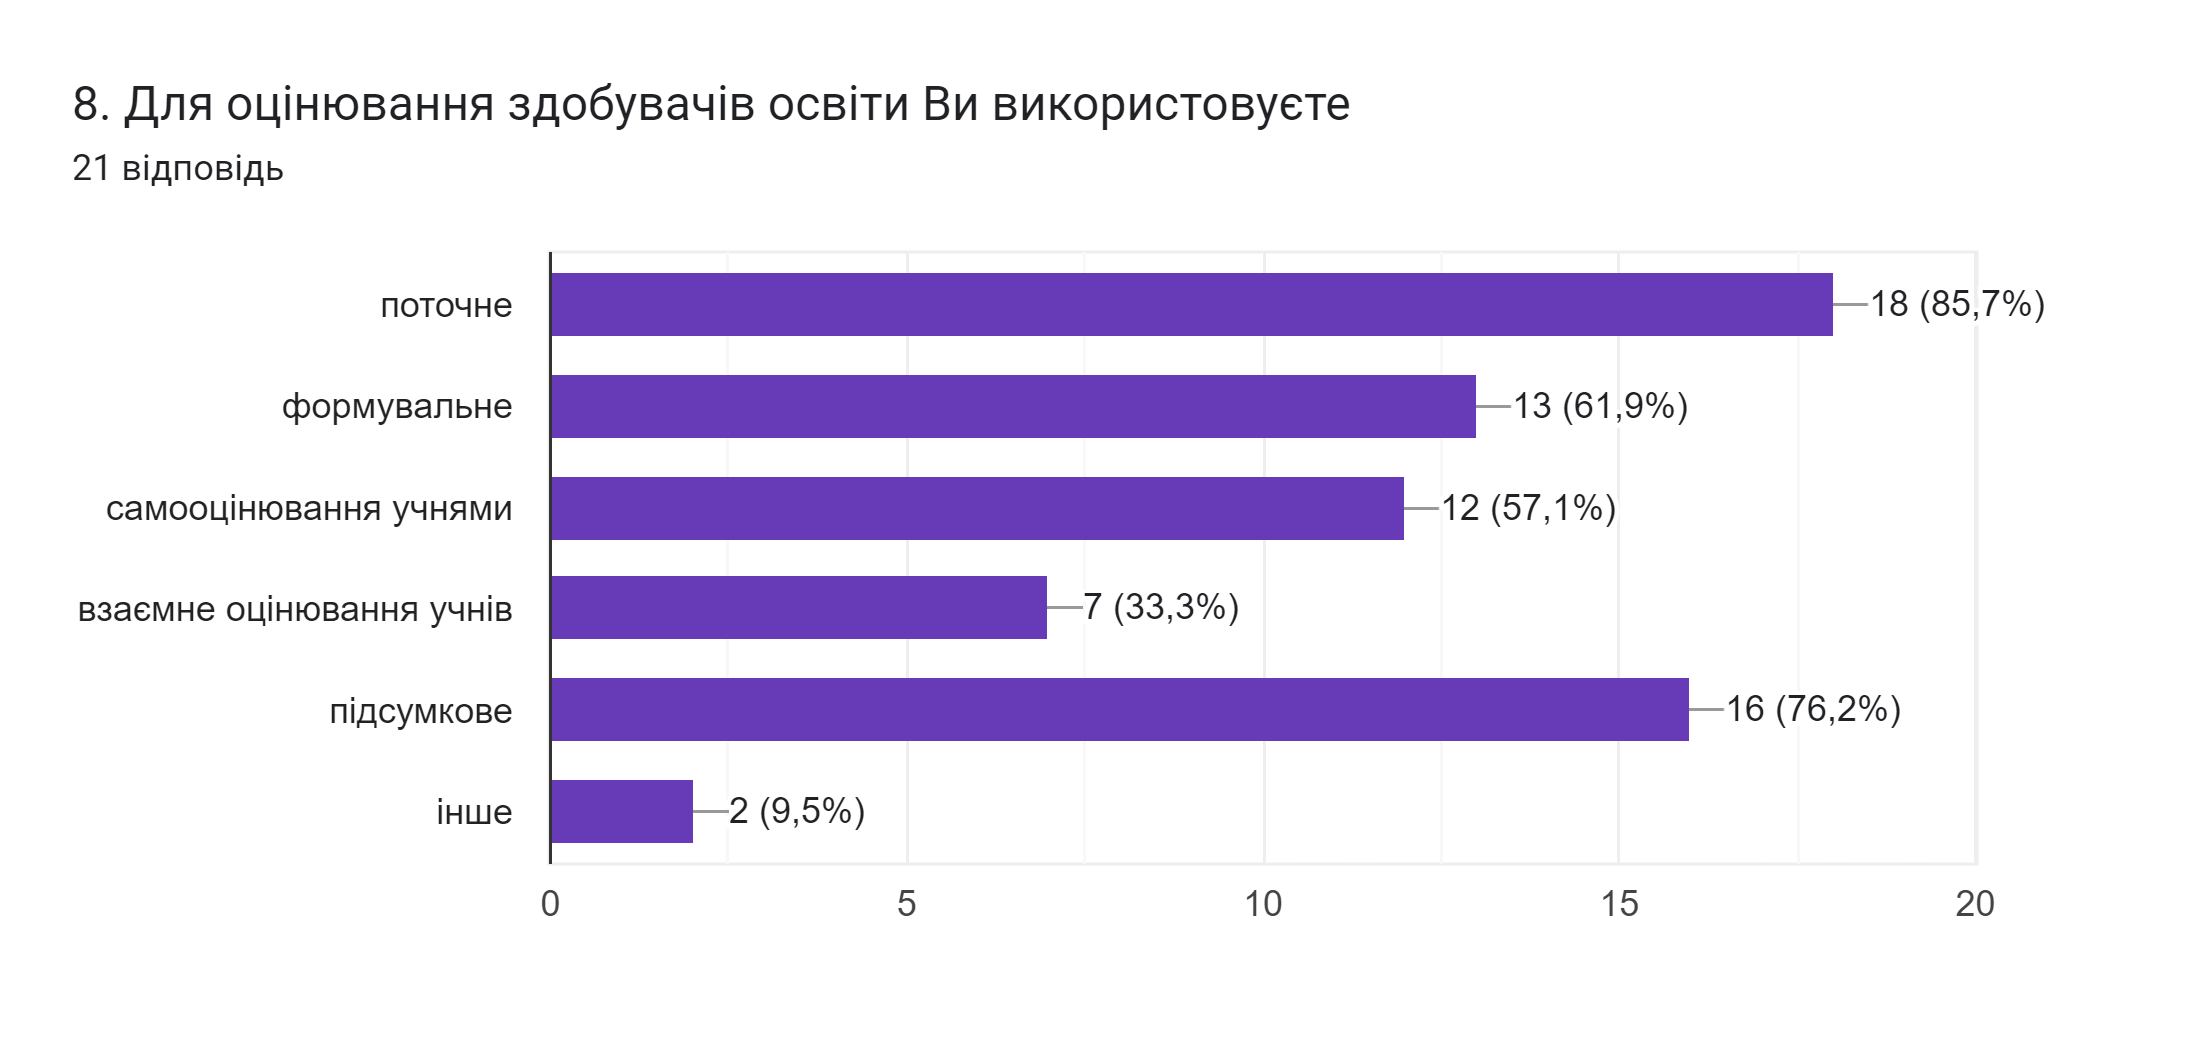 8. Для оцінювання здобувачів освіти Ви використовуєте
21 відповідь
поточне 18 (85,7%)
формувальне 13 (61,9%)
самооцінювання учнями 12 (57,1%)
взаємне оцінювання учнів 7 (33,3%)
підсумкове 16 (76,2%)
інше 2 (9,5%)
0 5 10 15 20